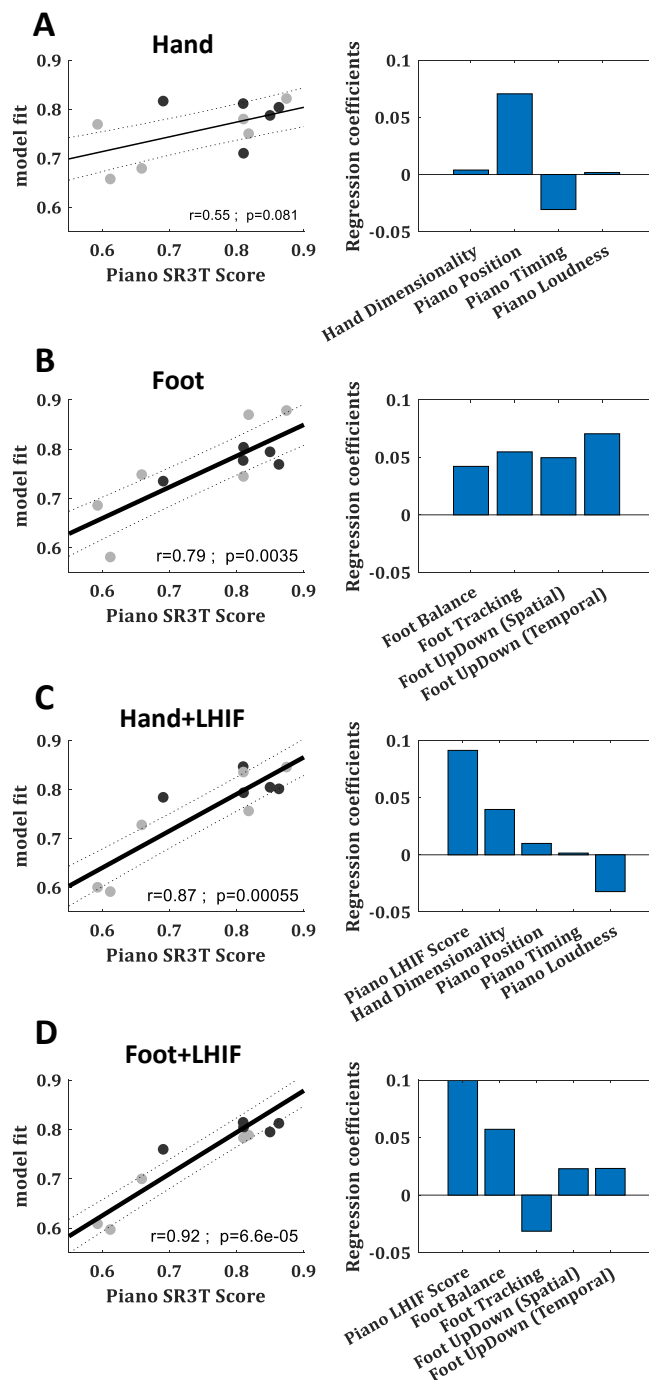 A
Hand
0.9
0.8
0.7
0.6
model fit
r=0.55 ; p=0.081
0.6
0.7
0.8
0.9
Piano SR3T Score
0.1
0.05
0
-0.05
Regression coefficients
Hand Dimensionality
Piano Position
Piano Timing
Piano Loudness
B
Foot
0.9
0.8
0.7
0.6
model fit
r=0.79 ; p=0.0035
0.6
0.7
0.8
0.9
Piano SR3T Score
0.1
0.05
0
-0.05
Regression coefficients
Foot Balance
Foot Tracking
Foot UpDown (Spatial)
Foot UpDown (Temporal)
C
Hand+LHIF
0.9
0.8
0.7
0.6
model fit
r=0.87 ; p=0.00055
0.6
0.7
0.8
0.9
Piano SR3T Score
0.1
0.05
0
-0.05
Regression coefficients
Piano LHIF Score
Hand Dimensionality
Piano Position
Piano Timing
Piano Loudness
D
Foot+LHIF
0.9
0.8
0.7
0.6
model fit
r=0.92 ; p=6.6e-05
0.6
0.7
0.8
0.9
Piano SR3T Score
0.1
0.05
0
-0.05
Regression coefficients
Piano LHIF Score
Foot Balance
Foot Tracking
Foot UpDown (Spatial)
Foot UpDown (Temporal)